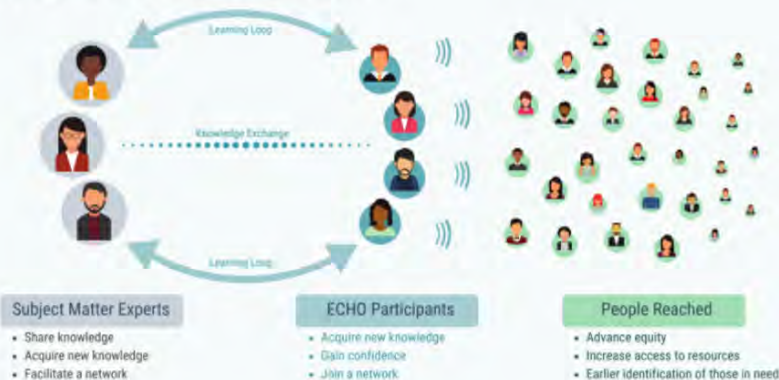 Learning Loop
Knowledge Exchange
Learning Loop
Subject Matter Experts
• Share knowledge
• Acquire new knowledge
• Facilitate a network
ECHO Participants
• Acquire new knowledge
• Gain confidence
• Join a network
People Reached
• Advance equity
• Increase access to resources
• Earlier identification of those in need